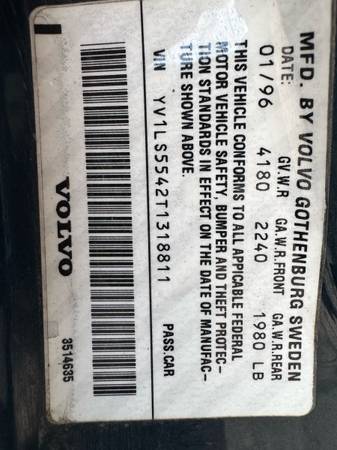 MFD. BY VOLVO GOTHENBURG SWEDEN
DATE: GV.W.R GA.W.R.FRONT GA.W.R.REAR
01/96 4180 2240 1980 LB
THIS VEHICLE CONFORMS TO ALL APPLICABLE FEDERAL
MOTOR VEHICLE SAFETY, BUMPER AND THEFT PROTEC-
TION STANDARDS IN EFFECT ON THE DATE OF MANUFAC-
TURE SHOWN ABOVE.
VIN YV1LS5542T1318811 PASS.CAR
VOLVO 3514635